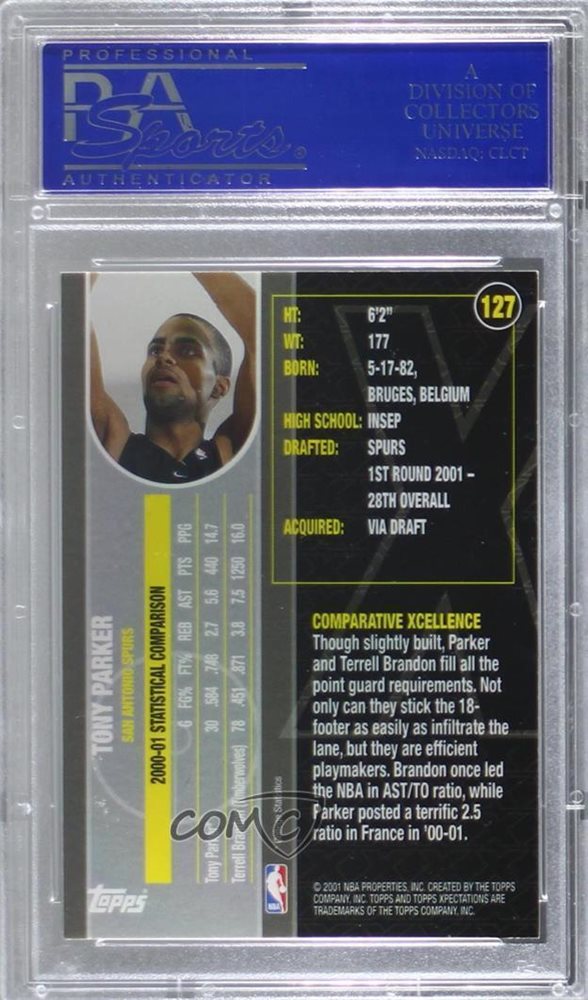 PROFESSIONAL
PSA
Sports®
AUTHENTICATOR
A
DIVISION OF
COLLECTORS
UNIVERSE
NASDAQ: CLCT
127
HT: 6'2"
WT: 177
BORN: 5-17-82,
BRUGES, BELGIUM
HIGH SCHOOL: INSEP
DRAFTED: SPURS
1ST ROUND 2001 –
28TH OVERALL
ACQUIRED: VIA DRAFT
COMPARATIVE XCELLENCE
Though slightly built, Parker
and Terrell Brandon fill all the
point guard requirements. Not
only can they stick the 18-
footer as easily as infiltrate the
lane, but they are efficient
playmakers. Brandon once led
the NBA in AST/TO ratio, while
Parker posted a terrific 2.5
ratio in France in '00-01.
© 2001 NBA PROPERTIES, INC. CREATED BY THE TOPPS
COMPANY, INC. TOPPS AND TOPPS XPECTATIONS ARE
TRADEMARKS OF THE TOPPS COMPANY, INC.
TONY PARKER
SAN ANTONIO SPURS
2000-01 STATISTICAL COMPARISON
G FG% FT% REB AST PTS PPG
Tony 30 .584 .748 2.7 5.6 440 14.7
Terrell (Timberwolves) 78 .451 .871 3.8 7.5 1250 16.0
Statistics
Topps
NBA
COMC